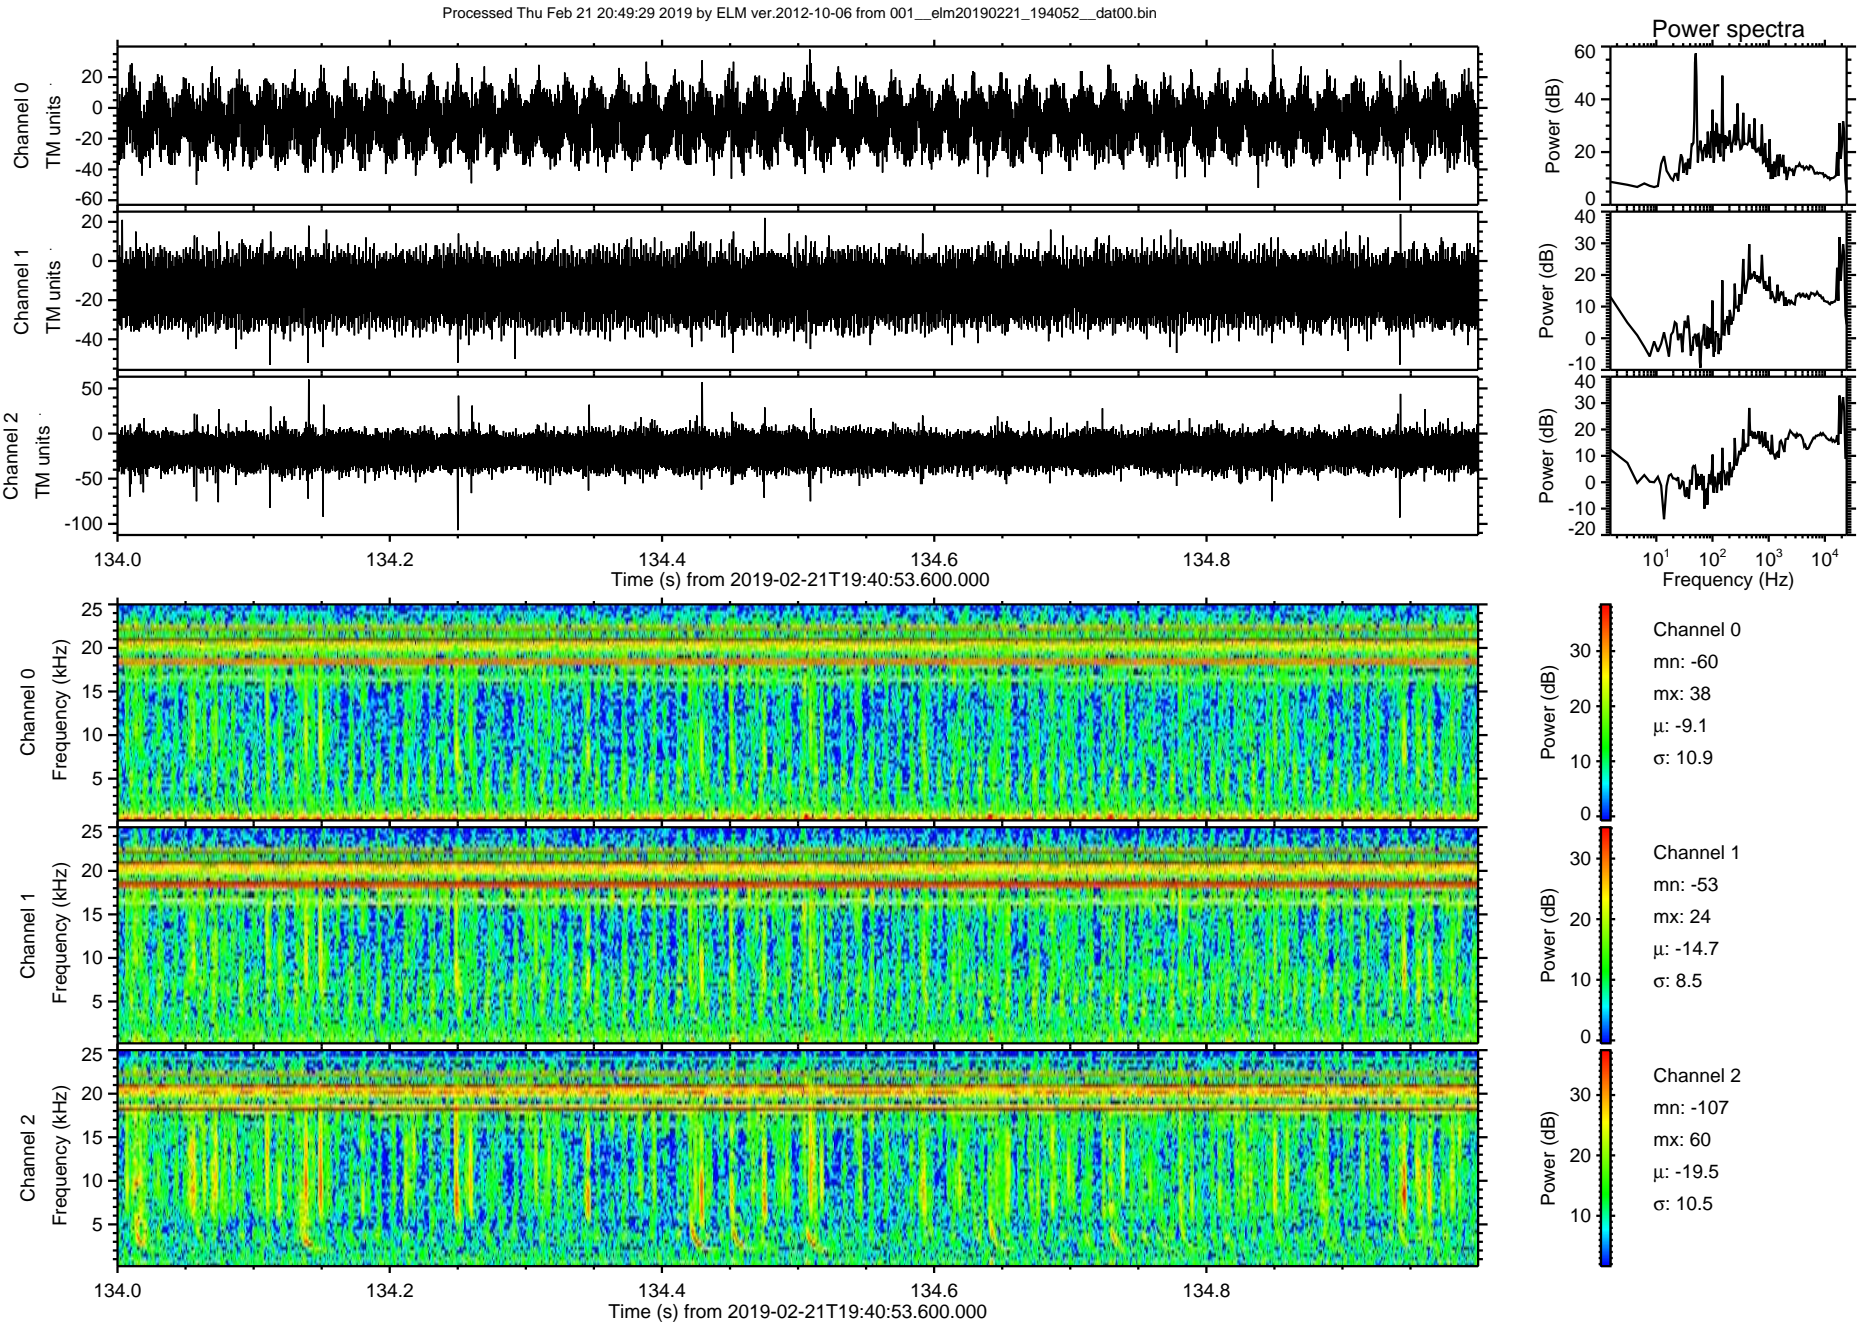 Processed Thu Feb 21 20:49:29 2019 by ELM ver.2012-10-06 from 001__elm20190221_194052__dat00.bin
Power spectra
Channel 0
TM units
20
0
-20
-40
-60
Power (dB)
60
40
20
0
Channel 1
TM units
20
0
-20
-40
Power (dB)
40
30
20
10
0
-10
Channel 2
TM units
50
0
-50
-100
Power (dB)
40
30
20
10
0
-10
-20
134.0 134.2 134.4 134.6 134.8
Time (s) from 2019-02-21T19:40:53.600.000
10^1 10^2 10^3 10^4
Frequency (Hz)
Channel 0
Frequency (kHz)
25
20
15
10
5
Power (dB)
30
20
10
0
Channel 0
mn: -60
mx: 38
μ: -9.1
σ: 10.9
Channel 1
Frequency (kHz)
25
20
15
10
5
Power (dB)
30
20
10
0
Channel 1
mn: -53
mx: 24
μ: -14.7
σ: 8.5
Channel 2
Frequency (kHz)
25
20
15
10
5
Power (dB)
30
20
10
Channel 2
mn: -107
mx: 60
μ: -19.5
σ: 10.5
134.0 134.2 134.4 134.6 134.8
Time (s) from 2019-02-21T19:40:53.600.000